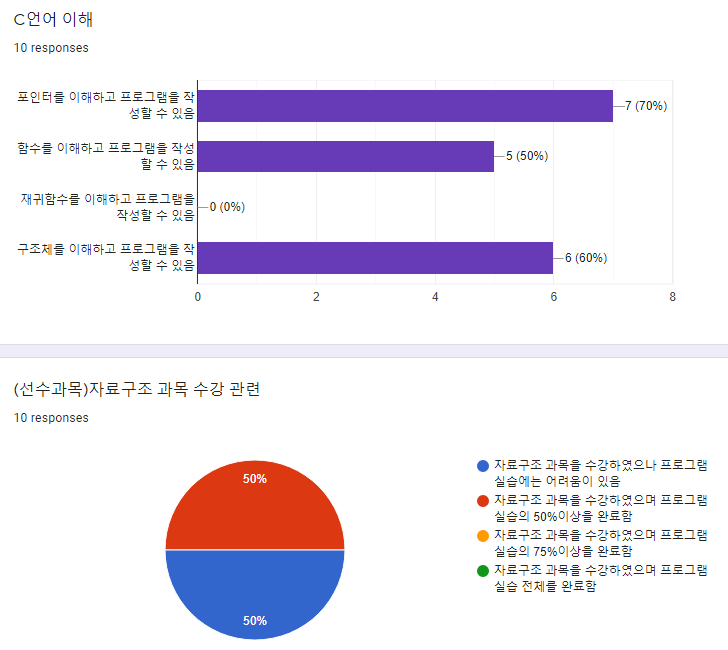 C언어 이해
10 responses
포인터를 이해하고 프로그램을 작
성할 수 있음
7 (70%)
함수를 이해하고 프로그램을 작성
할 수 있음
5 (50%)
재귀함수를 이해하고 프로그램을
작성할 수 있음
0 (0%)
구조체를 이해하고 프로그램을 작
성할 수 있음
6 (60%)
0 2 4 6 8
(선수과목)자료구조 과목 수강 관련
10 responses
50%
50%
자료구조 과목을 수강하였으나 프로그램
실습에는 어려움이 있음
자료구조 과목을 수강하였으며 프로그램
실습의 50%이상을 완료함
자료구조 과목을 수강하였으며 프로그램
실습의 75%이상을 완료함
자료구조 과목을 수강하였으며 프로그램
실습 전체를 완료함